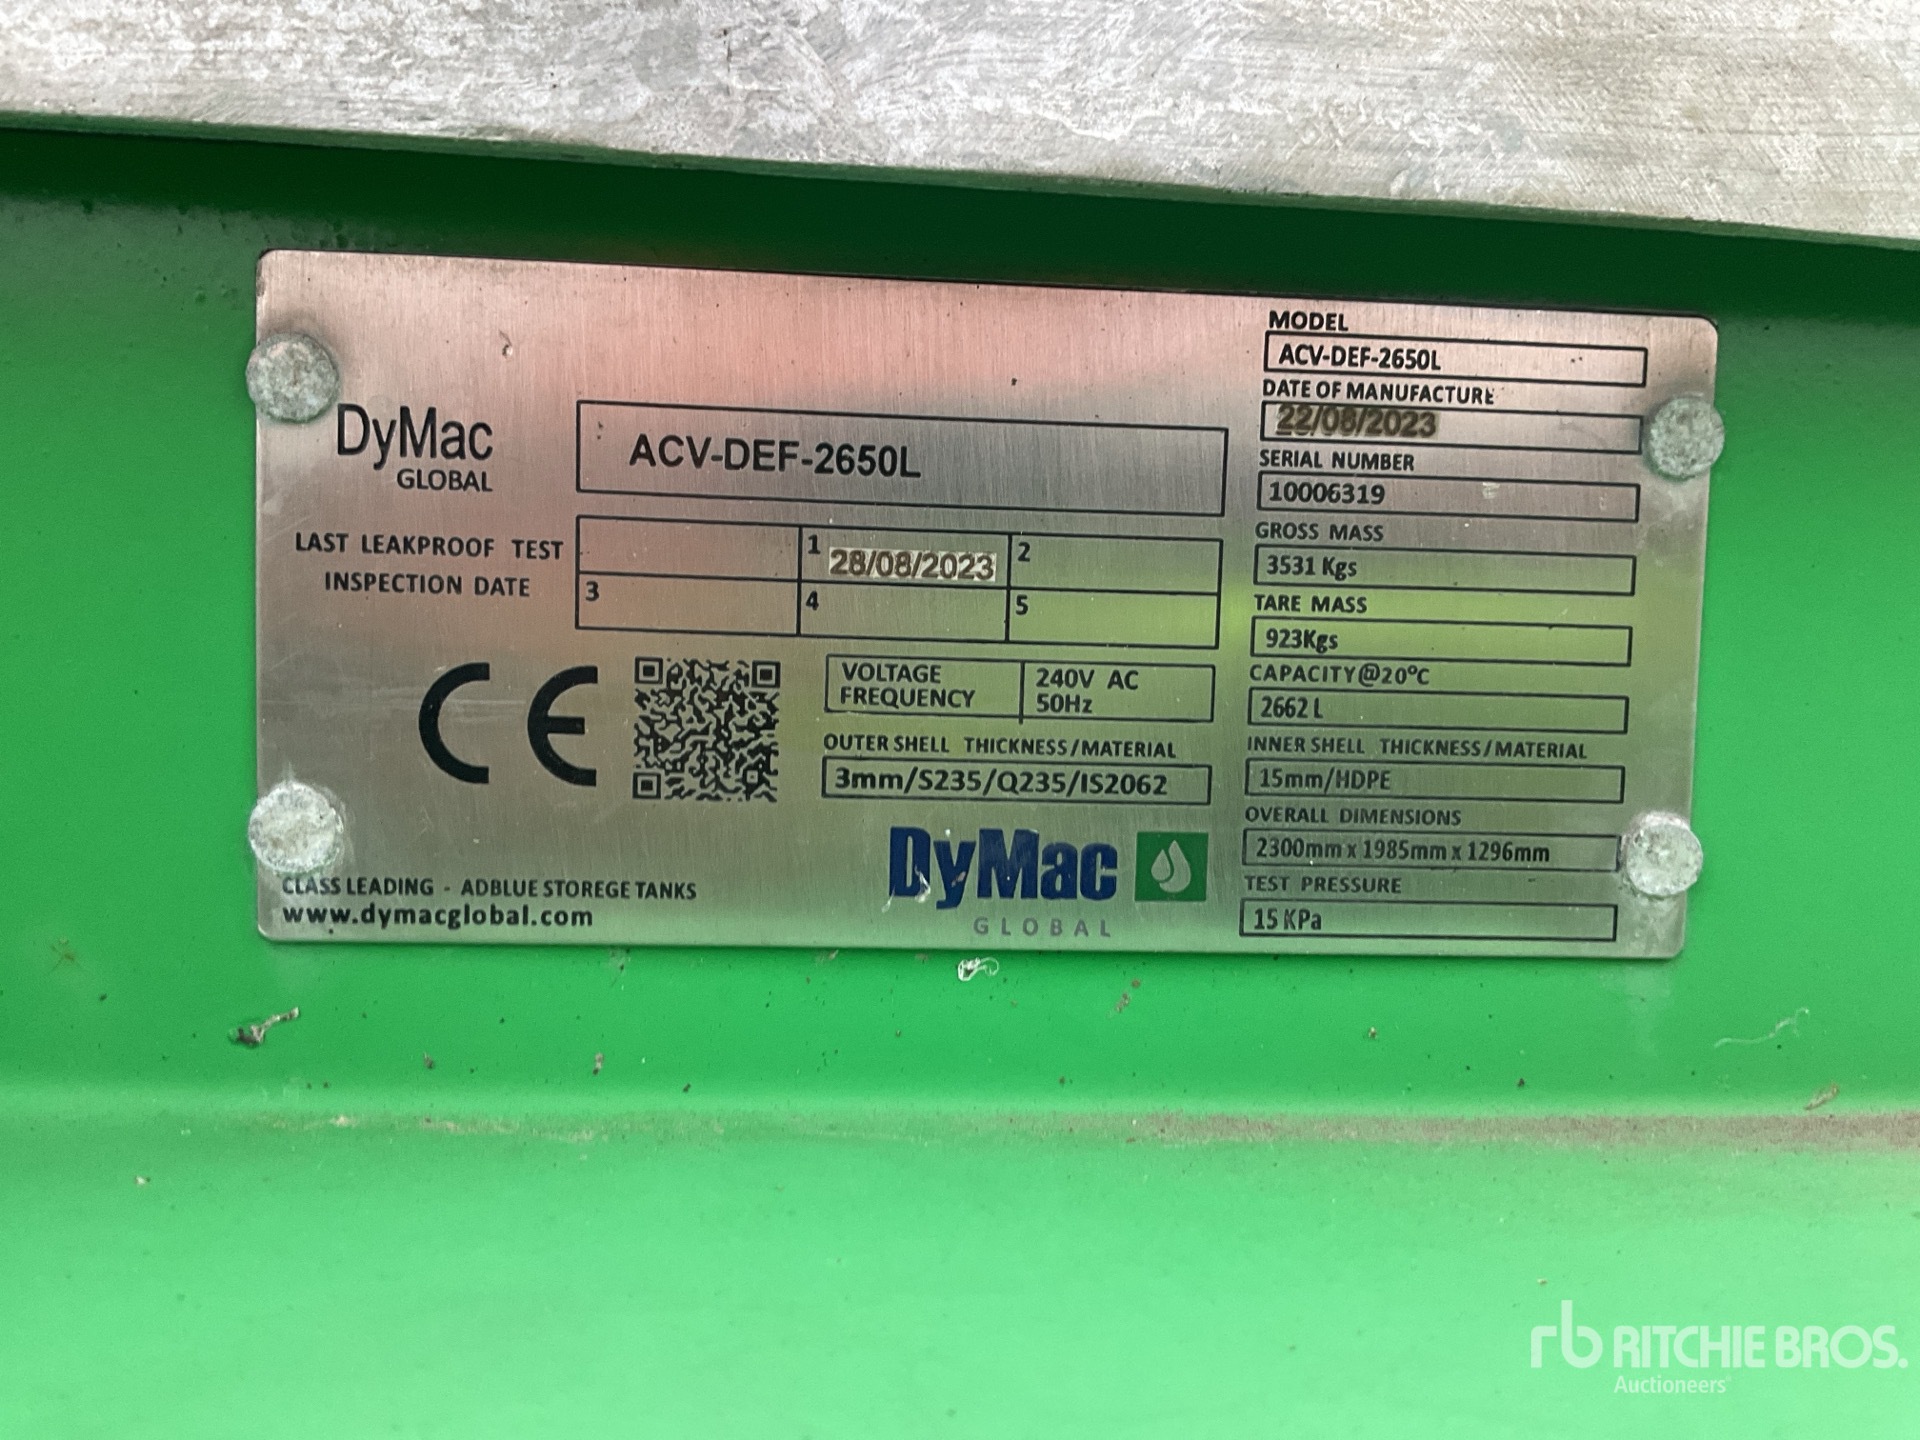 DyMac
GLOBAL
ACV-DEF-2650L
LAST LEAKPROOF TEST
INSPECTION DATE
1
28/08/2023
2
3
4
5
CE
VOLTAGE
FREQUENCY
240V AC
50Hz
OUTER SHELL THICKNESS/MATERIAL
3mm/S235/Q235/IS2062
DyMac
GLOBAL
CLASS LEADING - ADBLUE STOREGE TANKS
www.dymacglobal.com
MODEL
ACV-DEF-2650L
DATE OF MANUFACTURE
22/08/2023
SERIAL NUMBER
10006319
GROSS MASS
3531 Kgs
TARE MASS
923Kgs
CAPACITY@20°C
2662 L
INNER SHELL THICKNESS/MATERIAL
15mm/HDPE
OVERALL DIMENSIONS
2300mm x 1985mm x 1296mm
TEST PRESSURE
15 KPa
rb RITCHIE BROS.
Auctioneers